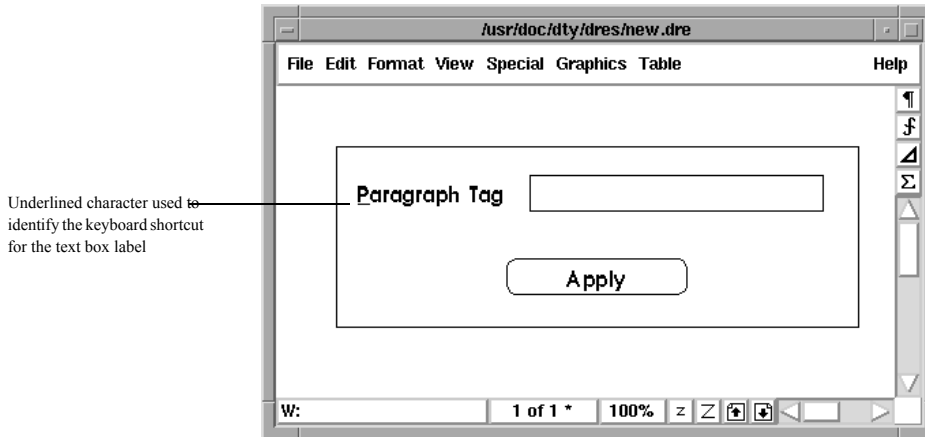 /usr/doc/dty/dres/new.dre
File Edit Format View Special Graphics Table Help
¶
∮
Σ
Paragraph Tag
Underlined character used to
identify the keyboard shortcut
for the text box label
Apply
W: 1 of 1 * 100% z Z